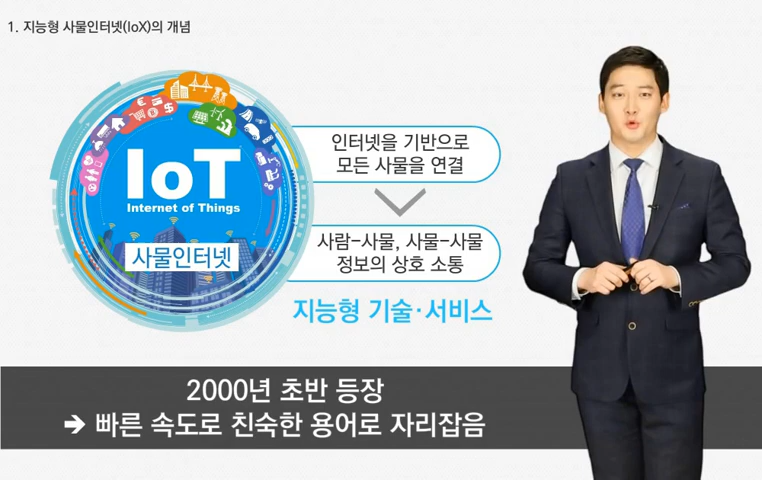 1. 지능형 사물인터넷(IoX)의 개념
IoT
Internet of Things
사물인터넷
인터넷을 기반으로
모든 사물을 연결
사람-사물, 사물-사물
정보의 상호 소통
지능형 기술·서비스
2000년 초반 등장
➔ 빠른 속도로 친숙한 용어로 자리잡음